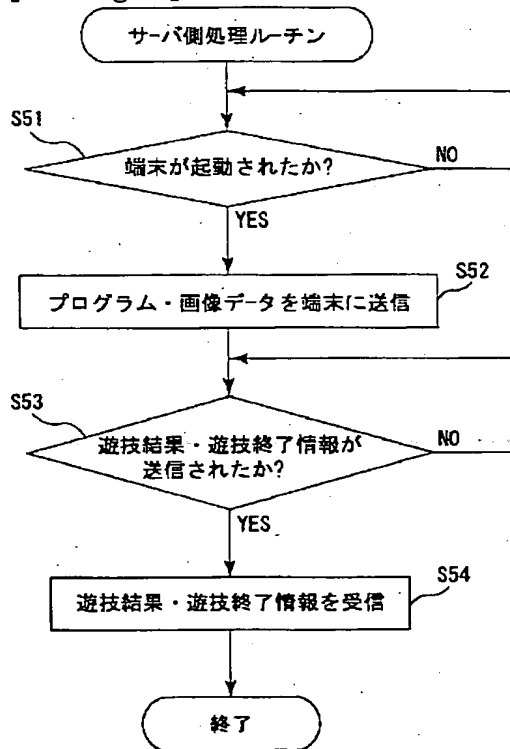 サーバ側処理ルーチン
S51
端末が起動されたか?
NO
YES
S52
プログラム・画像データを端末に送信
S53
遊技結果・遊技終了情報が
送信されたか?
NO
YES
S54
遊技結果・遊技終了情報を受信
終了